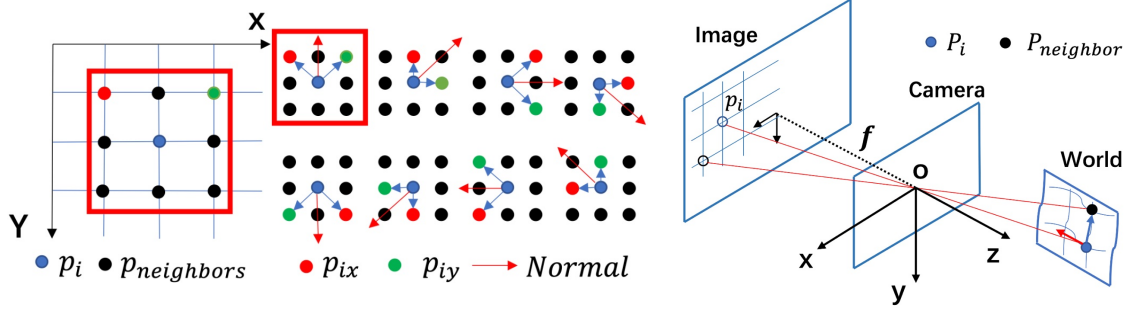 X
Y
p_i
p_neighbors
p_ix
p_iy
Normal
Image
P_i
P_neighbor
Camera
p_i
f
World
O
x
z
y